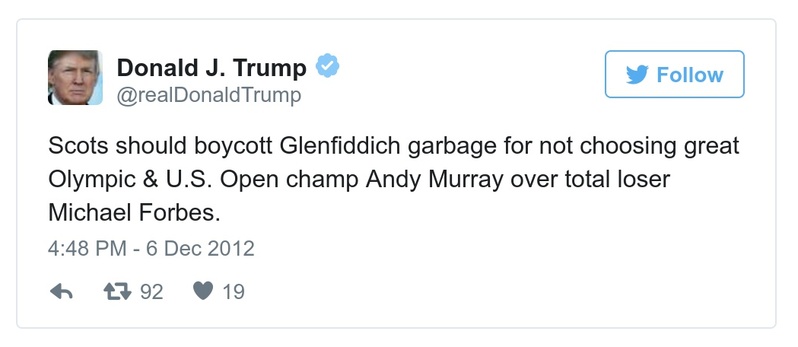 Donald J. Trump
@realDonaldTrump
Follow
Scots should boycott Glenfiddich garbage for not choosing great
Olympic & U.S. Open champ Andy Murray over total loser
Michael Forbes.
4:48 PM - 6 Dec 2012
92 19